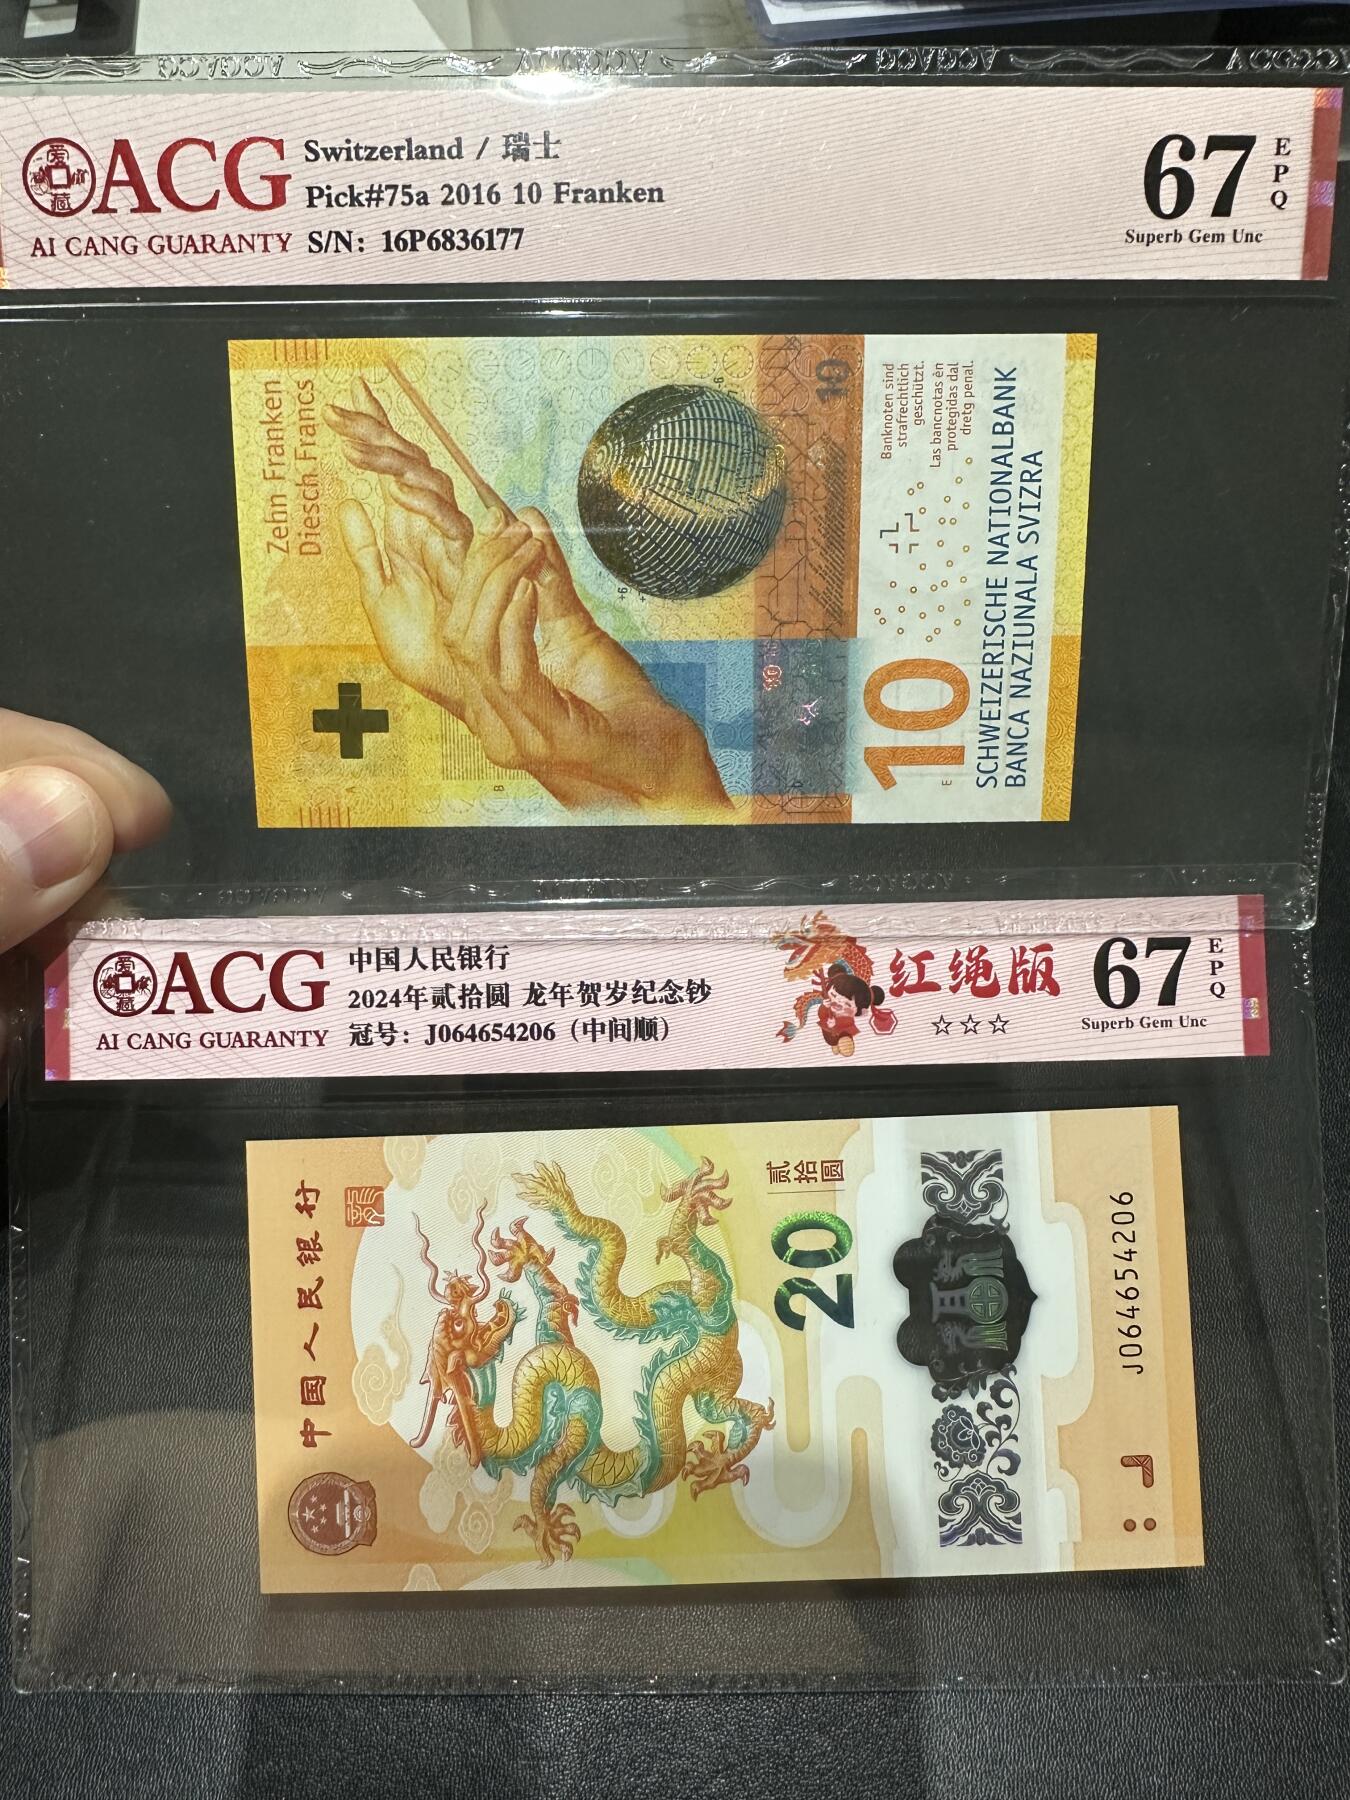 ACG
AI CANG GUARANTY
Switzerland / 瑞士
Pick#75a 2016 10 Franken
S/N: 16P6836177
67
EPQ
Superb Gem Unc
Zehn Franken
Diesch Francs
10
Banknoten sind
strafrechtlich
geschützt.
Las bancnotas èn
protegidas dal
dretg penal.
10
SCHWEIZERISCHE NATIONALBANK
BANCA NAZIUNALA SVIZRA
ACG
AI CANG GUARANTY
中国人民银行
2024年贰拾圆 龙年贺岁纪念钞
冠号: J064654206 (中间顺)
红绳版
☆☆☆
67
EPQ
Superb Gem Unc
中国人民银行
贰拾圆
20
J064654206